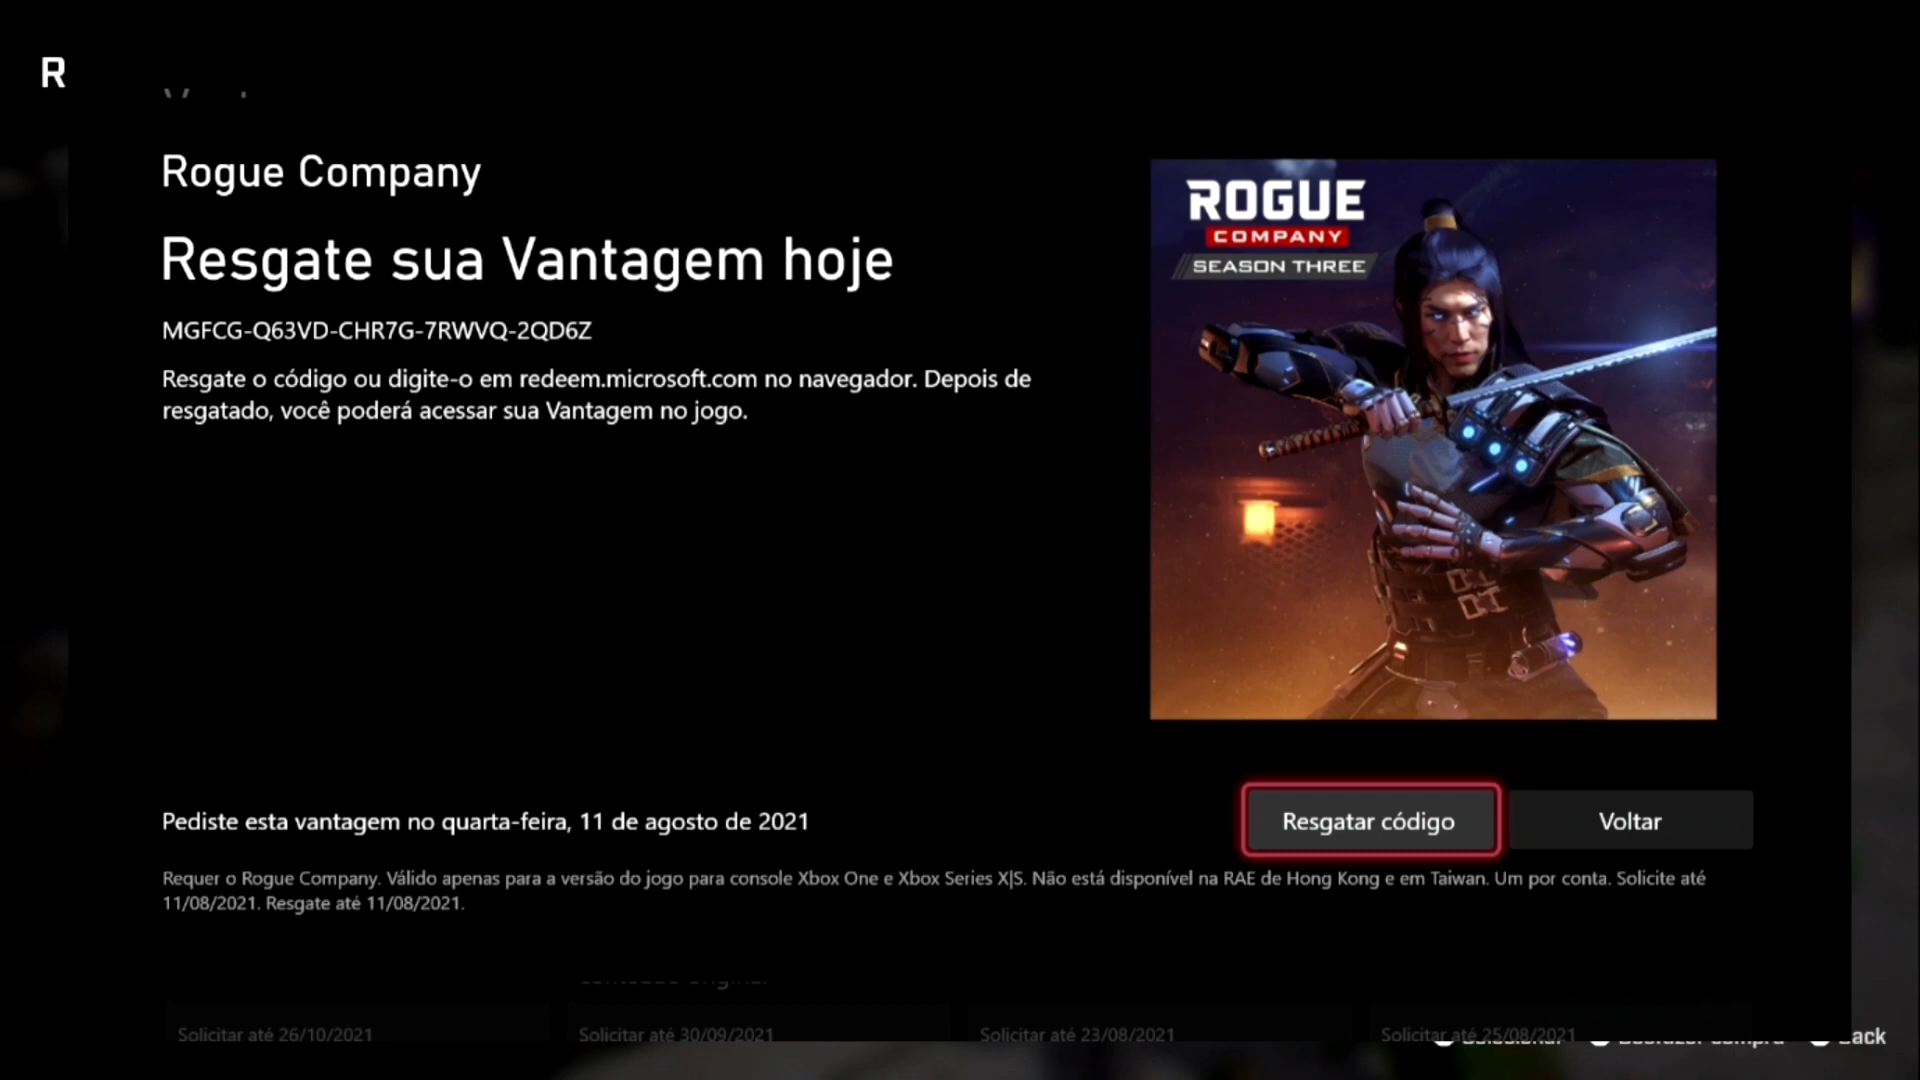 R
Rogue Company
Resgate sua Vantagem hoje
MGFCG-Q63VD-CHR7G-7RWVQ-2QD6Z
Resgate o código ou digite-o em redeem.microsoft.com no navegador. Depois de
resgatado, você poderá acessar sua Vantagem no jogo.
ROGUE
COMPANY
SEASON THREE
Pediste esta vantagem no quarta-feira, 11 de agosto de 2021
Resgatar código
Voltar
Requer o Rogue Company. Válido apenas para a versão do jogo para console Xbox One e Xbox Series X|S. Não está disponível na RAE de Hong Kong e em Taiwan. Um por conta. Solicite até
11/08/2021. Resgate até 11/08/2021.
Solicitar até 26/10/2021
Solicitar até 30/09/2021
Solicitar até 23/08/2021
Solicitar até 25/08/2021
ack